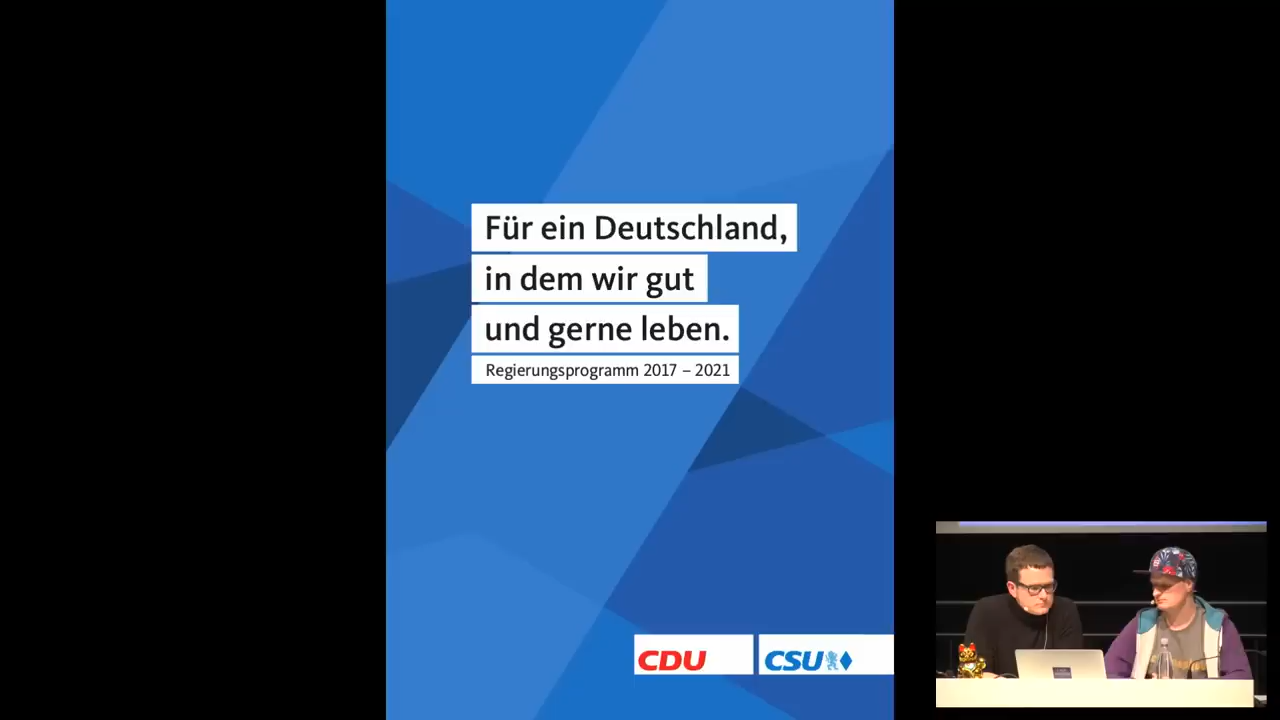 Für ein Deutschland,
in dem wir gut
und gerne leben.
Regierungsprogramm 2017 – 2021
CDU
CSU